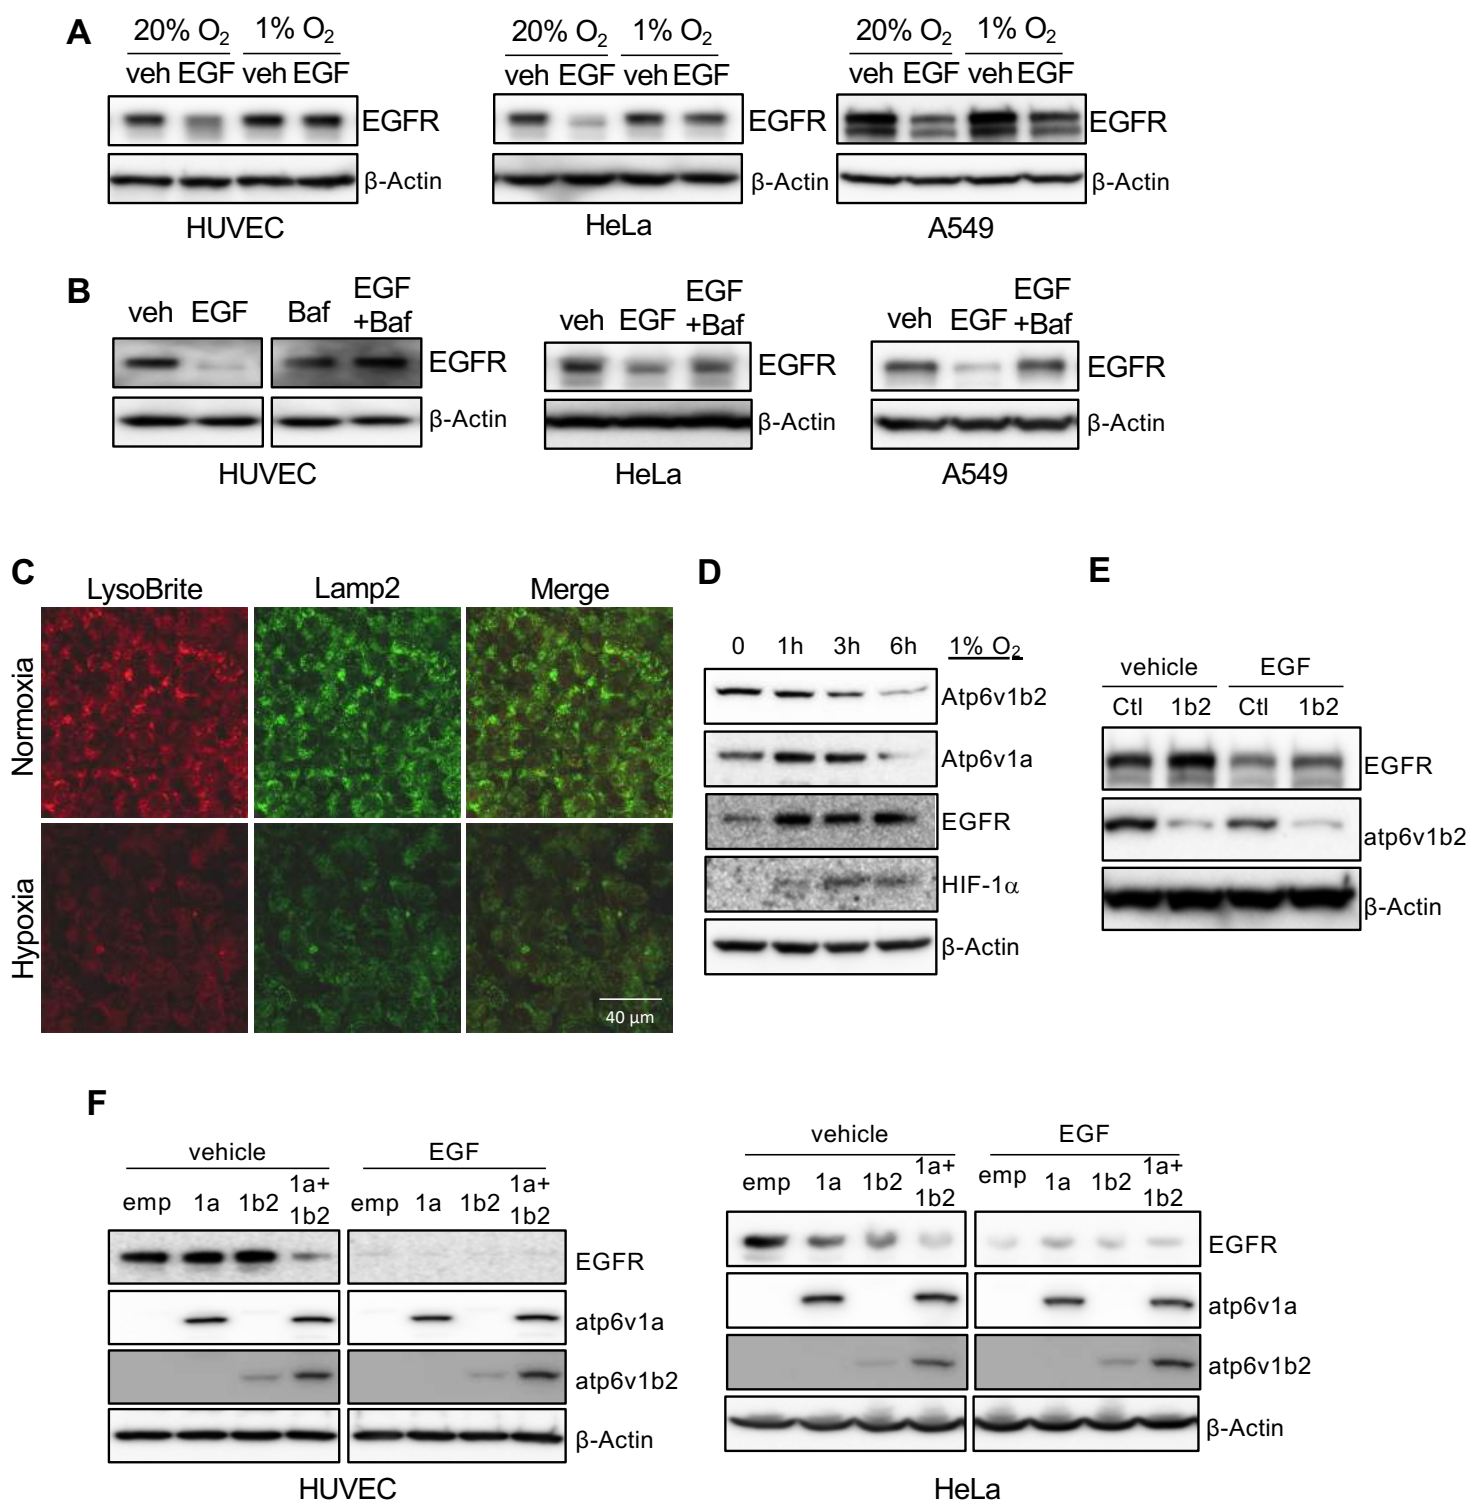 A
20% O2 1% O2
veh EGF veh EGF
EGFR
β-Actin
HUVEC
20% O2 1% O2
veh EGF veh EGF
EGFR
β-Actin
HeLa
20% O2 1% O2
veh EGF veh EGF
EGFR
β-Actin
A549
B
veh EGF Baf EGF
+Baf
EGFR
β-Actin
HUVEC
veh EGF EGF
+Baf
EGFR
β-Actin
HeLa
veh EGF EGF
+Baf
EGFR
β-Actin
A549
C
LysoBrite Lamp2 Merge
Normoxia
Hypoxia
40 μm
D
0 1h 3h 6h 1% O2
Atp6v1b2
Atp6v1a
EGFR
HIF-1α
β-Actin
E
vehicle EGF
Ctl 1b2 Ctl 1b2
EGFR
atp6v1b2
β-Actin
F
vehicle EGF
emp 1a 1b2 1a+
1b2
emp 1a 1b2 1a+
1b2
EGFR
atp6v1a
atp6v1b2
β-Actin
HUVEC
vehicle EGF
emp 1a 1b2 1a+
1b2
emp 1a 1b2 1a+
1b2
EGFR
atp6v1a
atp6v1b2
β-Actin
HeLa